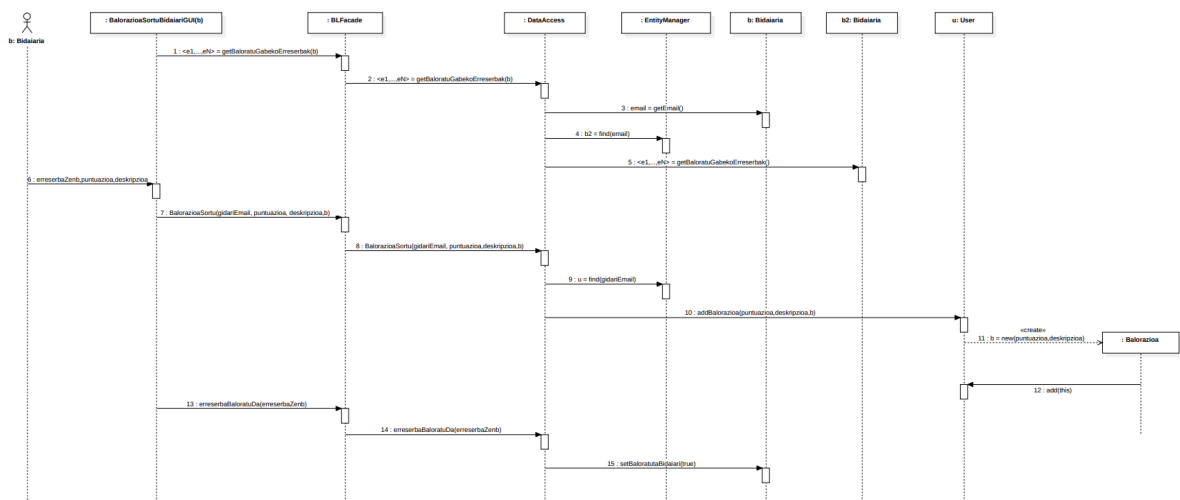 : BalorazioaSortuBidaiariGUI(b)
: BLFacade
: DataAccess
: EntityManager
b: Bidaiaria
b2: Bidaiaria
u: User
b: Bidaiaria
1 : <e1,...,eN> = getBaloratuGabekoErreserbak(b)
2 : <e1,...,eN> = getBaloratuGabekoErreserbak(b)
3 : email = getEmail()
4 : b2 = find(email)
5 : <e1,...,eN> = getBaloratuGabekoErreserbak()
6 : erreserbaZenb,puntuazioa,deskripzioa
7 : BalorazioaSortu(gidariEmail, puntuazioa, deskripzioa,b)
8 : BalorazioaSortu(gidariEmail, puntuazioa,deskripzioa,b)
9 : u = find(gidariEmail)
10 : addBalorazioa(puntuazioa,deskripzioa,b)
«create»
11 : b = new(puntuazioa,deskripzioa)
: Balorazioa
12 : add(this)
13 : erreserbaBaloratuDa(erreserbaZenb)
14 : erreserbaBaloratuDa(erreserbaZenb)
15 : setBaloratutaBidaiari(true)